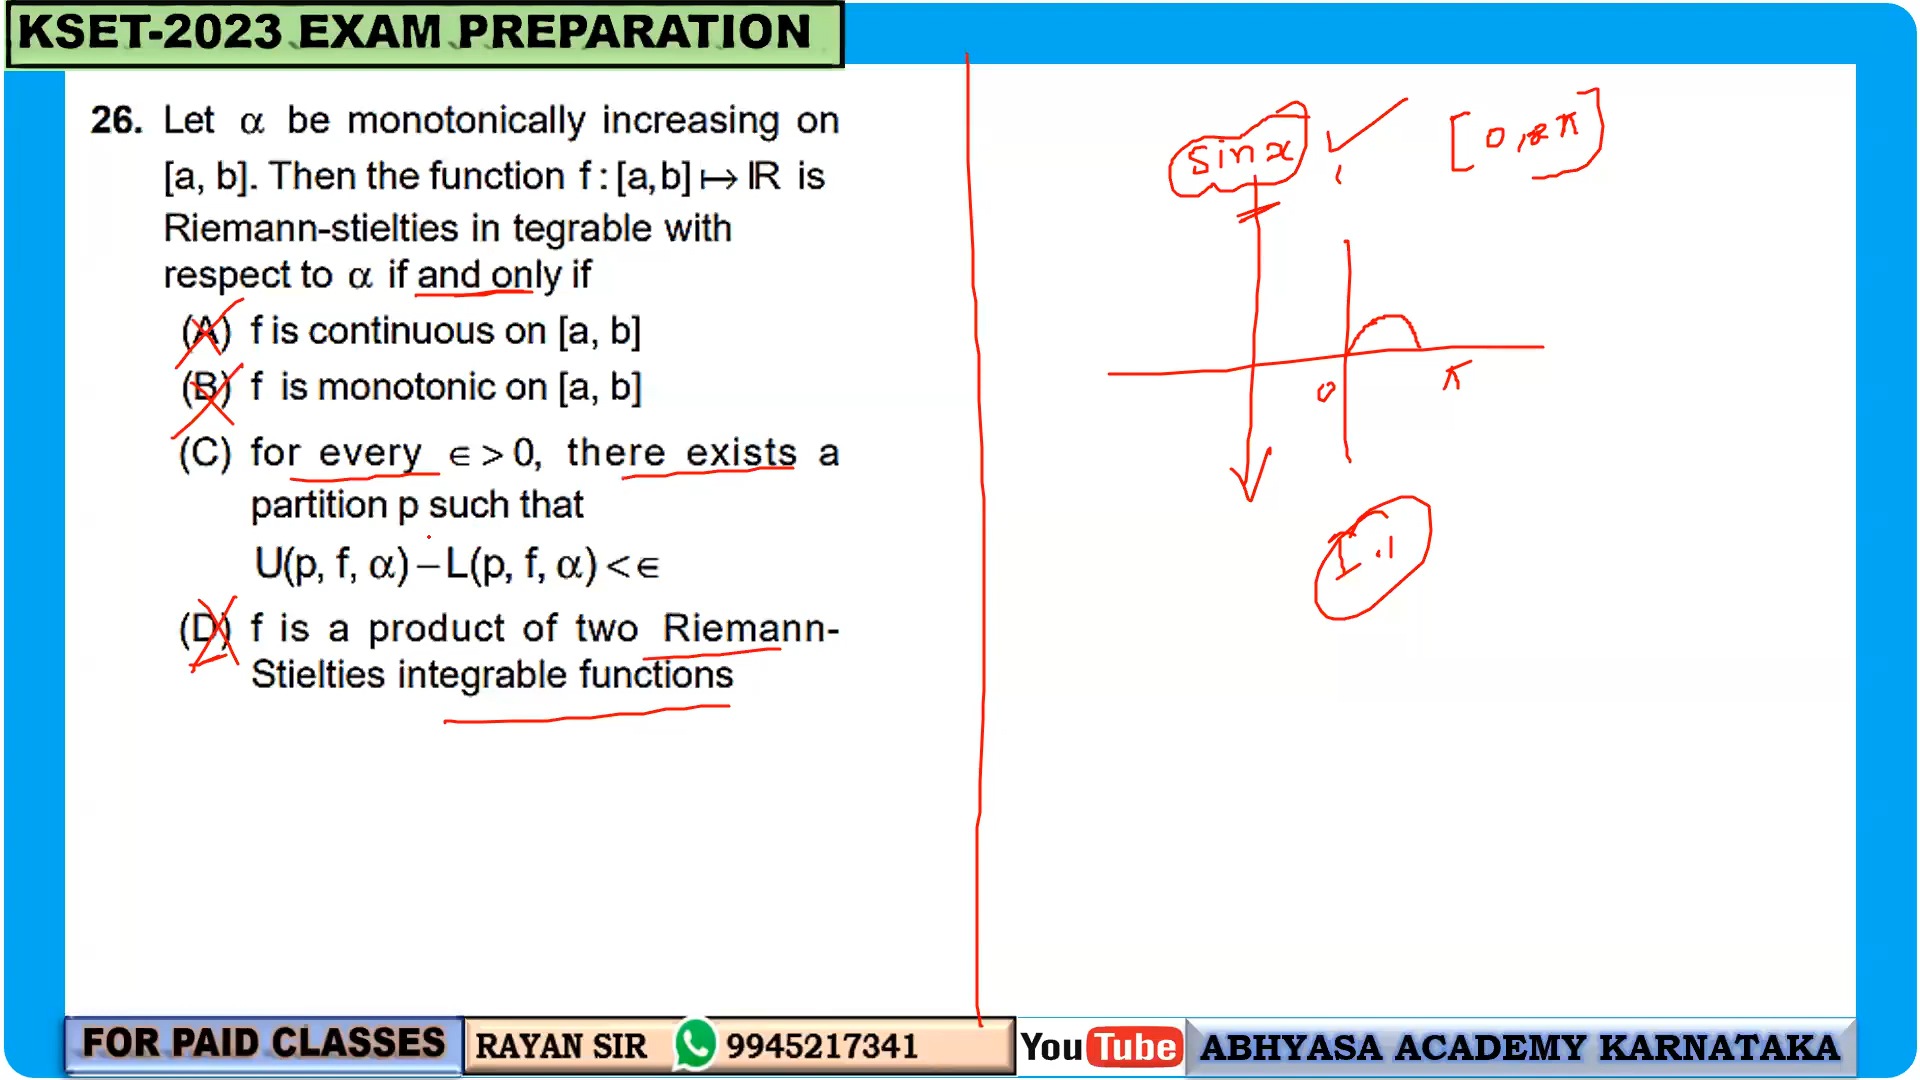 KSET-2023 EXAM PREPARATION
26. Let α be monotonically increasing on
[a, b]. Then the function f : [a,b] ↦ ℝ is
Riemann-stielties in tegrable with
respect to α if and only if
(A) f is continuous on [a, b]
(B) f is monotonic on [a, b]
(C) for every ∈ > 0, there exists a
partition p such that
U(p, f, α) – L(p, f, α) < ∈
(D) f is a product of two Riemann-
Stielties integrable functions
sin x
[0, 2π]
0
π
FOR PAID CLASSES
RAYAN SIR 9945217341
YouTube
ABHYASA ACADEMY KARNATAKA